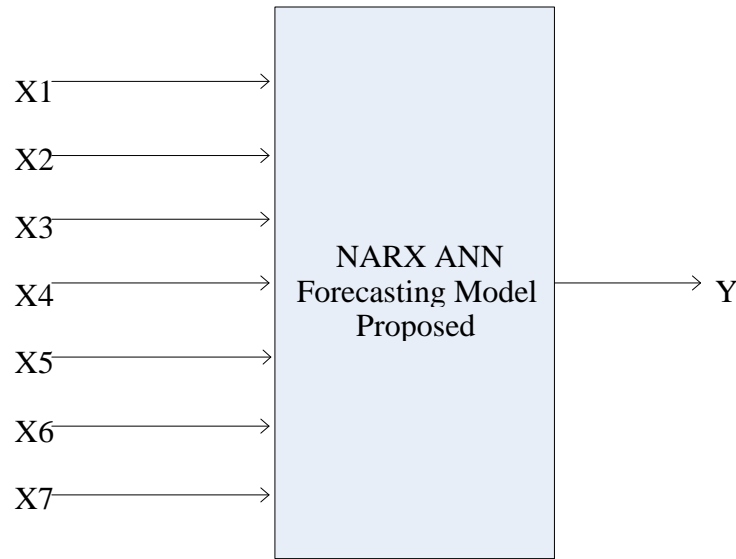 X1
X2
X3
X4
X5
X6
X7
NARX ANN
Forecasting Model
Proposed
Y